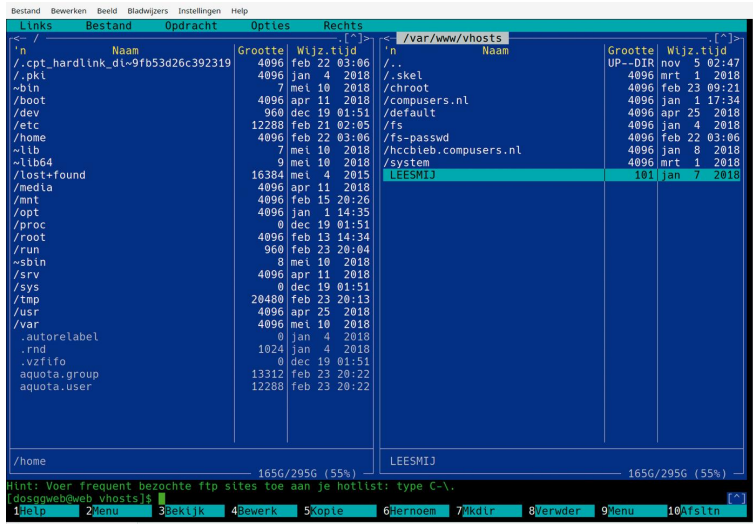 Bestand Bewerken Beeld Bladwijzers Instellingen Help
Links Bestand Opdracht Opties Rechts
<- / .[^]>
'n Naam Grootte Wijz.tijd
/.cpt_hardlink_di~9fb53d26c392319 4096 feb 22 03:06
/.pki 4096 jan 4 2018
~bin 7 mei 10 2018
/boot 4096 apr 11 2018
/dev 960 dec 19 01:51
/etc 12288 feb 21 02:05
/home 4096 feb 22 03:06
~lib 7 mei 10 2018
~lib64 9 mei 10 2018
/lost+found 16384 mei 4 2015
/media 4096 apr 11 2018
/mnt 4096 feb 15 20:26
/opt 4096 jan 1 14:35
/proc 0 dec 19 01:51
/root 4096 feb 13 14:34
/run 960 feb 23 20:04
~sbin 8 mei 10 2018
/srv 4096 apr 11 2018
/sys 0 dec 19 01:51
/tmp 20480 feb 23 20:13
/usr 4096 apr 25 2018
/var 4096 mei 10 2018
.autorelabel 0 jan 4 2018
.rnd 1024 jan 4 2018
.vzfifo 0 dec 19 01:51
aquota.group 13312 feb 23 20:22
aquota.user 12288 feb 23 20:22
/home
165G/295G (55%)
<- /var/www/vhosts .[^]>
'n Naam Grootte Wijz.tijd
/.. UP--DIR nov 5 02:47
/.skel 4096 mrt 1 2018
/chroot 4096 feb 23 09:21
/compusers.nl 4096 jan 1 17:34
/default 4096 apr 25 2018
/fs 4096 jan 4 2018
/fs-passwd 4096 feb 22 03:06
/hccbieb.compusers.nl 4096 jan 8 2018
/system 4096 mrt 1 2018
LEESMIJ 101 jan 7 2018
LEESMIJ
165G/295G (55%)
Hint: Voer frequent bezochte ftp sites toe aan je hotlist: type C-\.
[dosggweb@web vhosts]$ [^]
1Help 2Menu 3Bekijk 4Bewerk 5Kopie 6Hernoem 7Mkdir 8Verwder 9Menu 10Afsltn